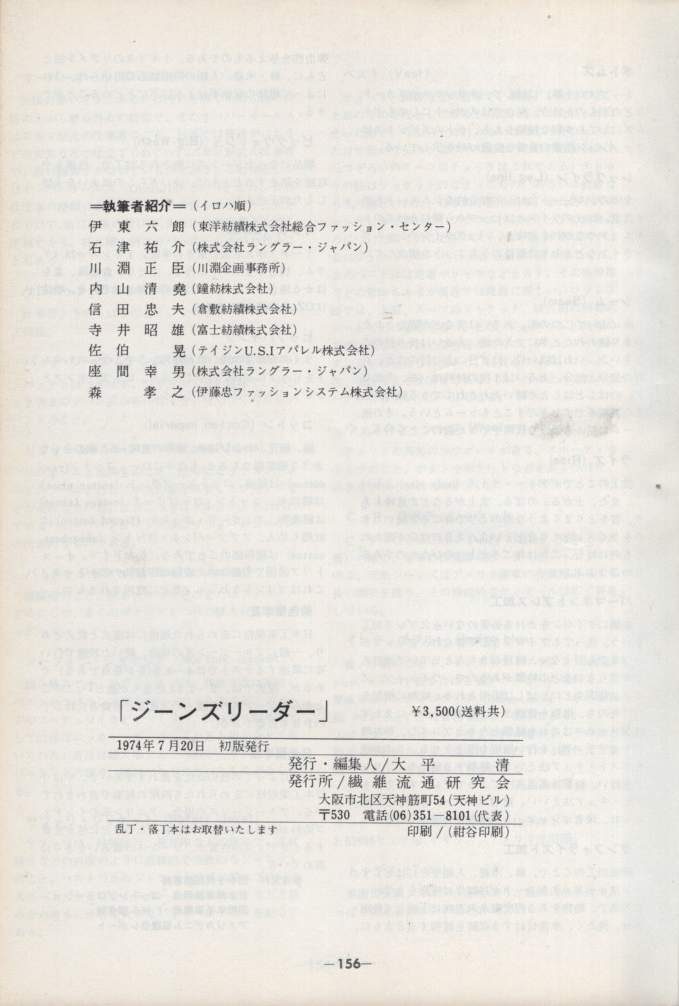 =執筆者紹介= (イロハ順)
伊東六朗 (東洋紡績株式会社総合ファッション・センター)
石津祐介 (株式会社ラングラー・ジャパン)
川淵正臣 (川淵企画事務所)
内山清堯 (鐘紡株式会社)
信田忠夫 (倉敷紡績株式会社)
寺井昭雄 (富士紡績株式会社)
佐伯 晃 (テイジンU.S.Iアパレル株式会社)
座間幸男 (株式会社ラングラー・ジャパン)
森 孝之 (伊藤忠ファッションシステム株式会社)
「ジーンズリーダー」 ¥3,500(送料共)
1974年7月20日 初版発行
発行・編集人/大平 清
発行所/繊維流通研究会
大阪市北区天神筋町54(天神ビル)
〒530 電話(06)351-8101(代表)
乱丁・落丁本はお取替いたします 印刷/(紺谷印刷)
—156—